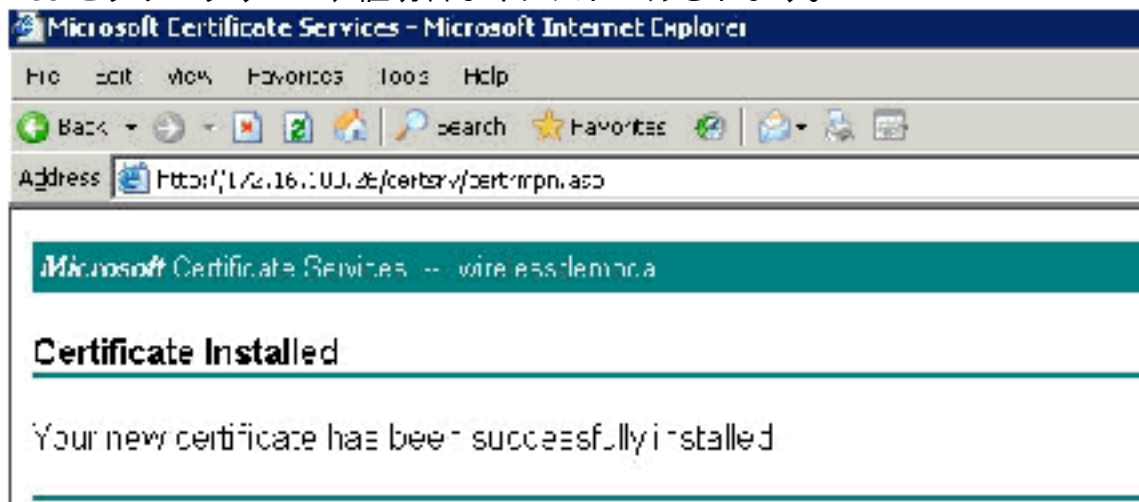 Microsoft Certificate Services - Microsoft Internet Explorer
File Edit View Favorites Tools Help
Back Search Favorites
Address
Microsoft Certificate Services -- wirelessdemoca
Certificate Installed
Your new certificate has been successfully installed